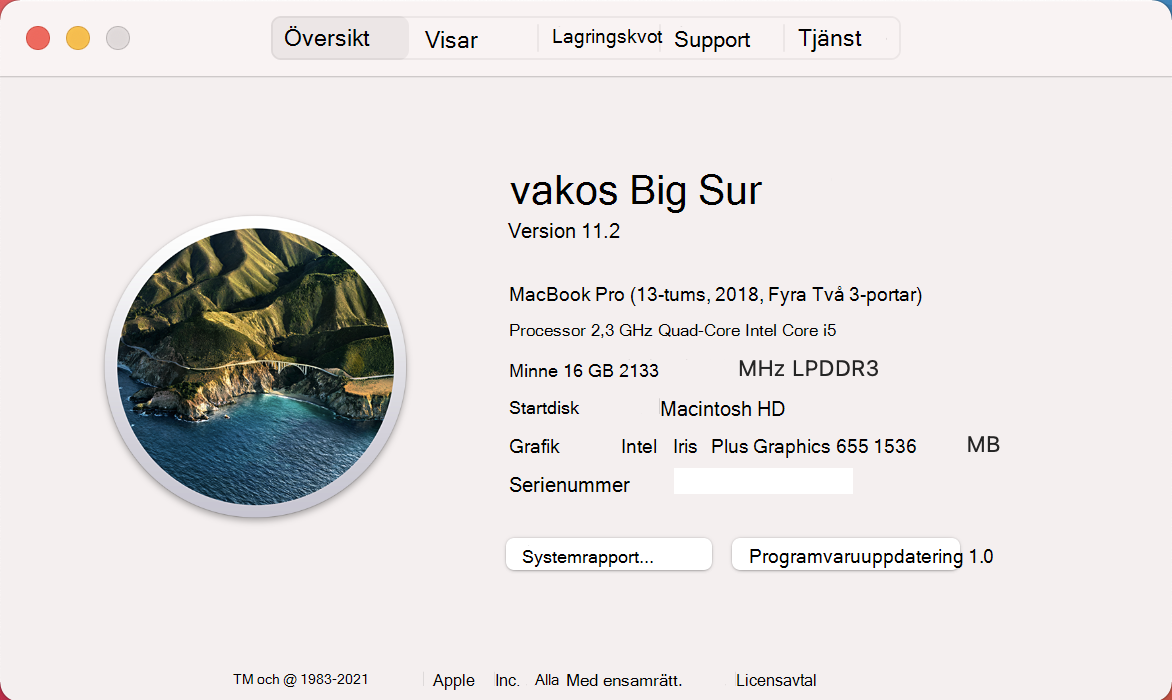 Översikt Visar Lagringskvot Support Tjänst
vakos Big Sur
Version 11.2
MacBook Pro (13-tums, 2018, Fyra Två 3-portar)
Processor 2,3 GHz Quad-Core Intel Core i5
Minne 16 GB 2133 MHz LPDDR3
Startdisk Macintosh HD
Grafik Intel Iris Plus Graphics 655 1536 MB
Serienummer
Systemrapport... Programvaruuppdatering 1.0
TM och @ 1983-2021 Apple Inc. Alla Med ensamrätt. Licensavtal